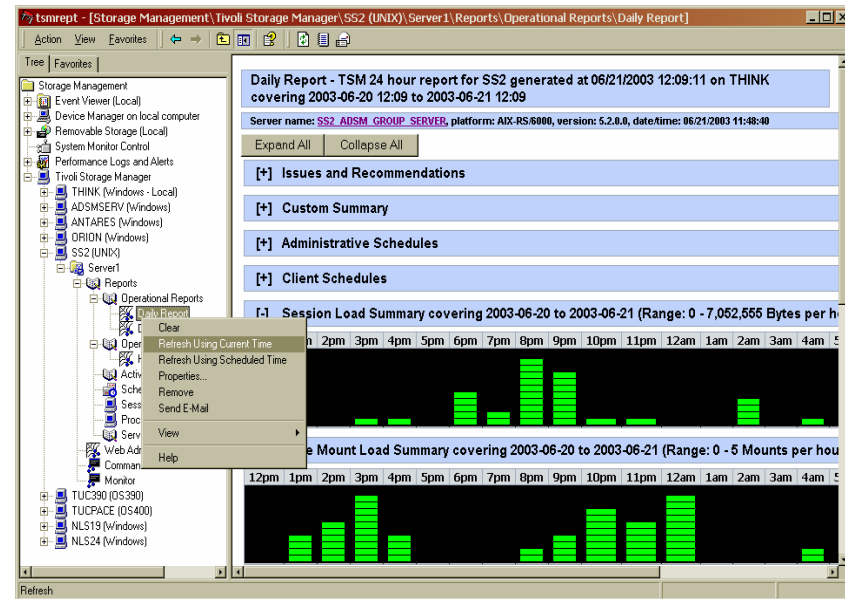 tsmrept - [Storage Management\Tivoli Storage Manager\SS2 (UNIX)\Server1\Reports\Operational Reports\Daily Report]
Action View Favorites
Tree Favorites
Storage Management
Event Viewer (Local)
Device Manager on local computer
Removable Storage (Local)
System Monitor Control
Performance Logs and Alerts
Tivoli Storage Manager
THINK (Windows - Local)
ADSMSERV (Windows)
ANTARES (Windows)
ORION (Windows)
SS2 (UNIX)
Server1
Reports
Operational Reports
Daily Report
Oper
Activ
Sche
Sess
Proc
Serv
Web Adr
Comman
Monitor
TUC390 (OS390)
TUCPACE (OS400)
NLS19 (Windows)
NLS24 (Windows)
Clear
Refresh Using Current Time
Refresh Using Scheduled Time
Properties...
Remove
Send E-Mail
View
Help
Daily Report - TSM 24 hour report for SS2 generated at 06/21/2003 12:09:11 on THINK
covering 2003-06-20 12:09 to 2003-06-21 12:09
Server name: SS2_ADSM_GROUP_SERVER, platform: AIX-RS/6000, version: 5.2.0.0, date/time: 06/21/2003 11:48:40
Expand All Collapse All
[+] Issues and Recommendations
[+] Custom Summary
[+] Administrative Schedules
[+] Client Schedules
[-] Session Load Summary covering 2003-06-20 to 2003-06-21 (Range: 0 - 7,052,555 Bytes per h
2pm 3pm 4pm 5pm 6pm 7pm 8pm 9pm 10pm 11pm 12am 1am 2am 3am 4am
e Mount Load Summary covering 2003-06-20 to 2003-06-21 (Range: 0 - 5 Mounts per hou
12pm 1pm 2pm 3pm 4pm 5pm 6pm 7pm 8pm 9pm 10pm 11pm 12am 1am 2am 3am 4am
Refresh